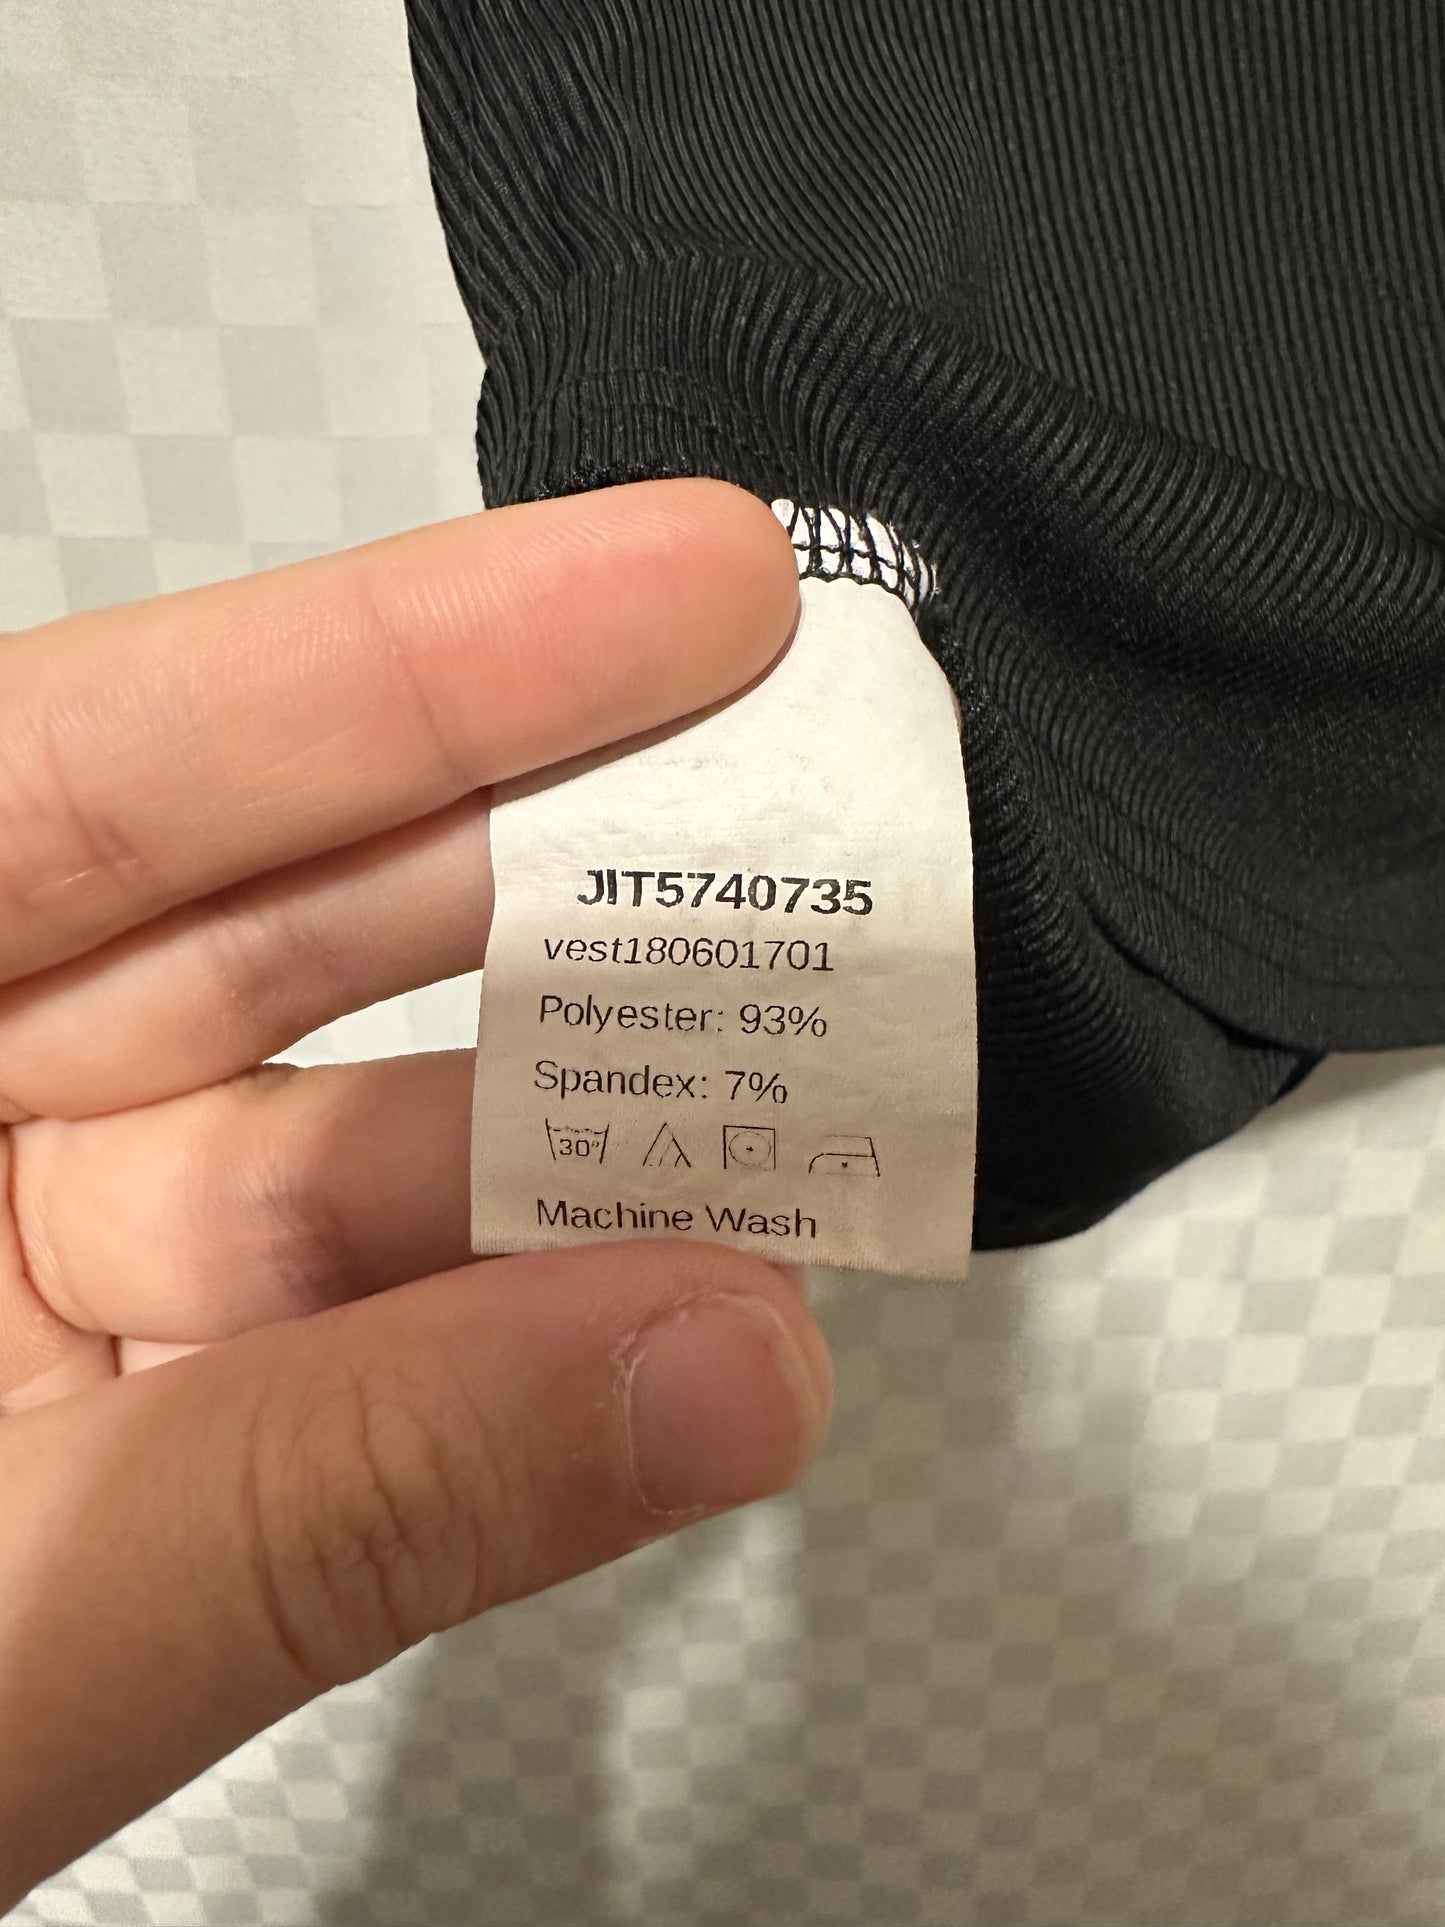 JIT5740735
vest180601701
Polyester: 93%
Spandex: 7%
30°
Machine Wash